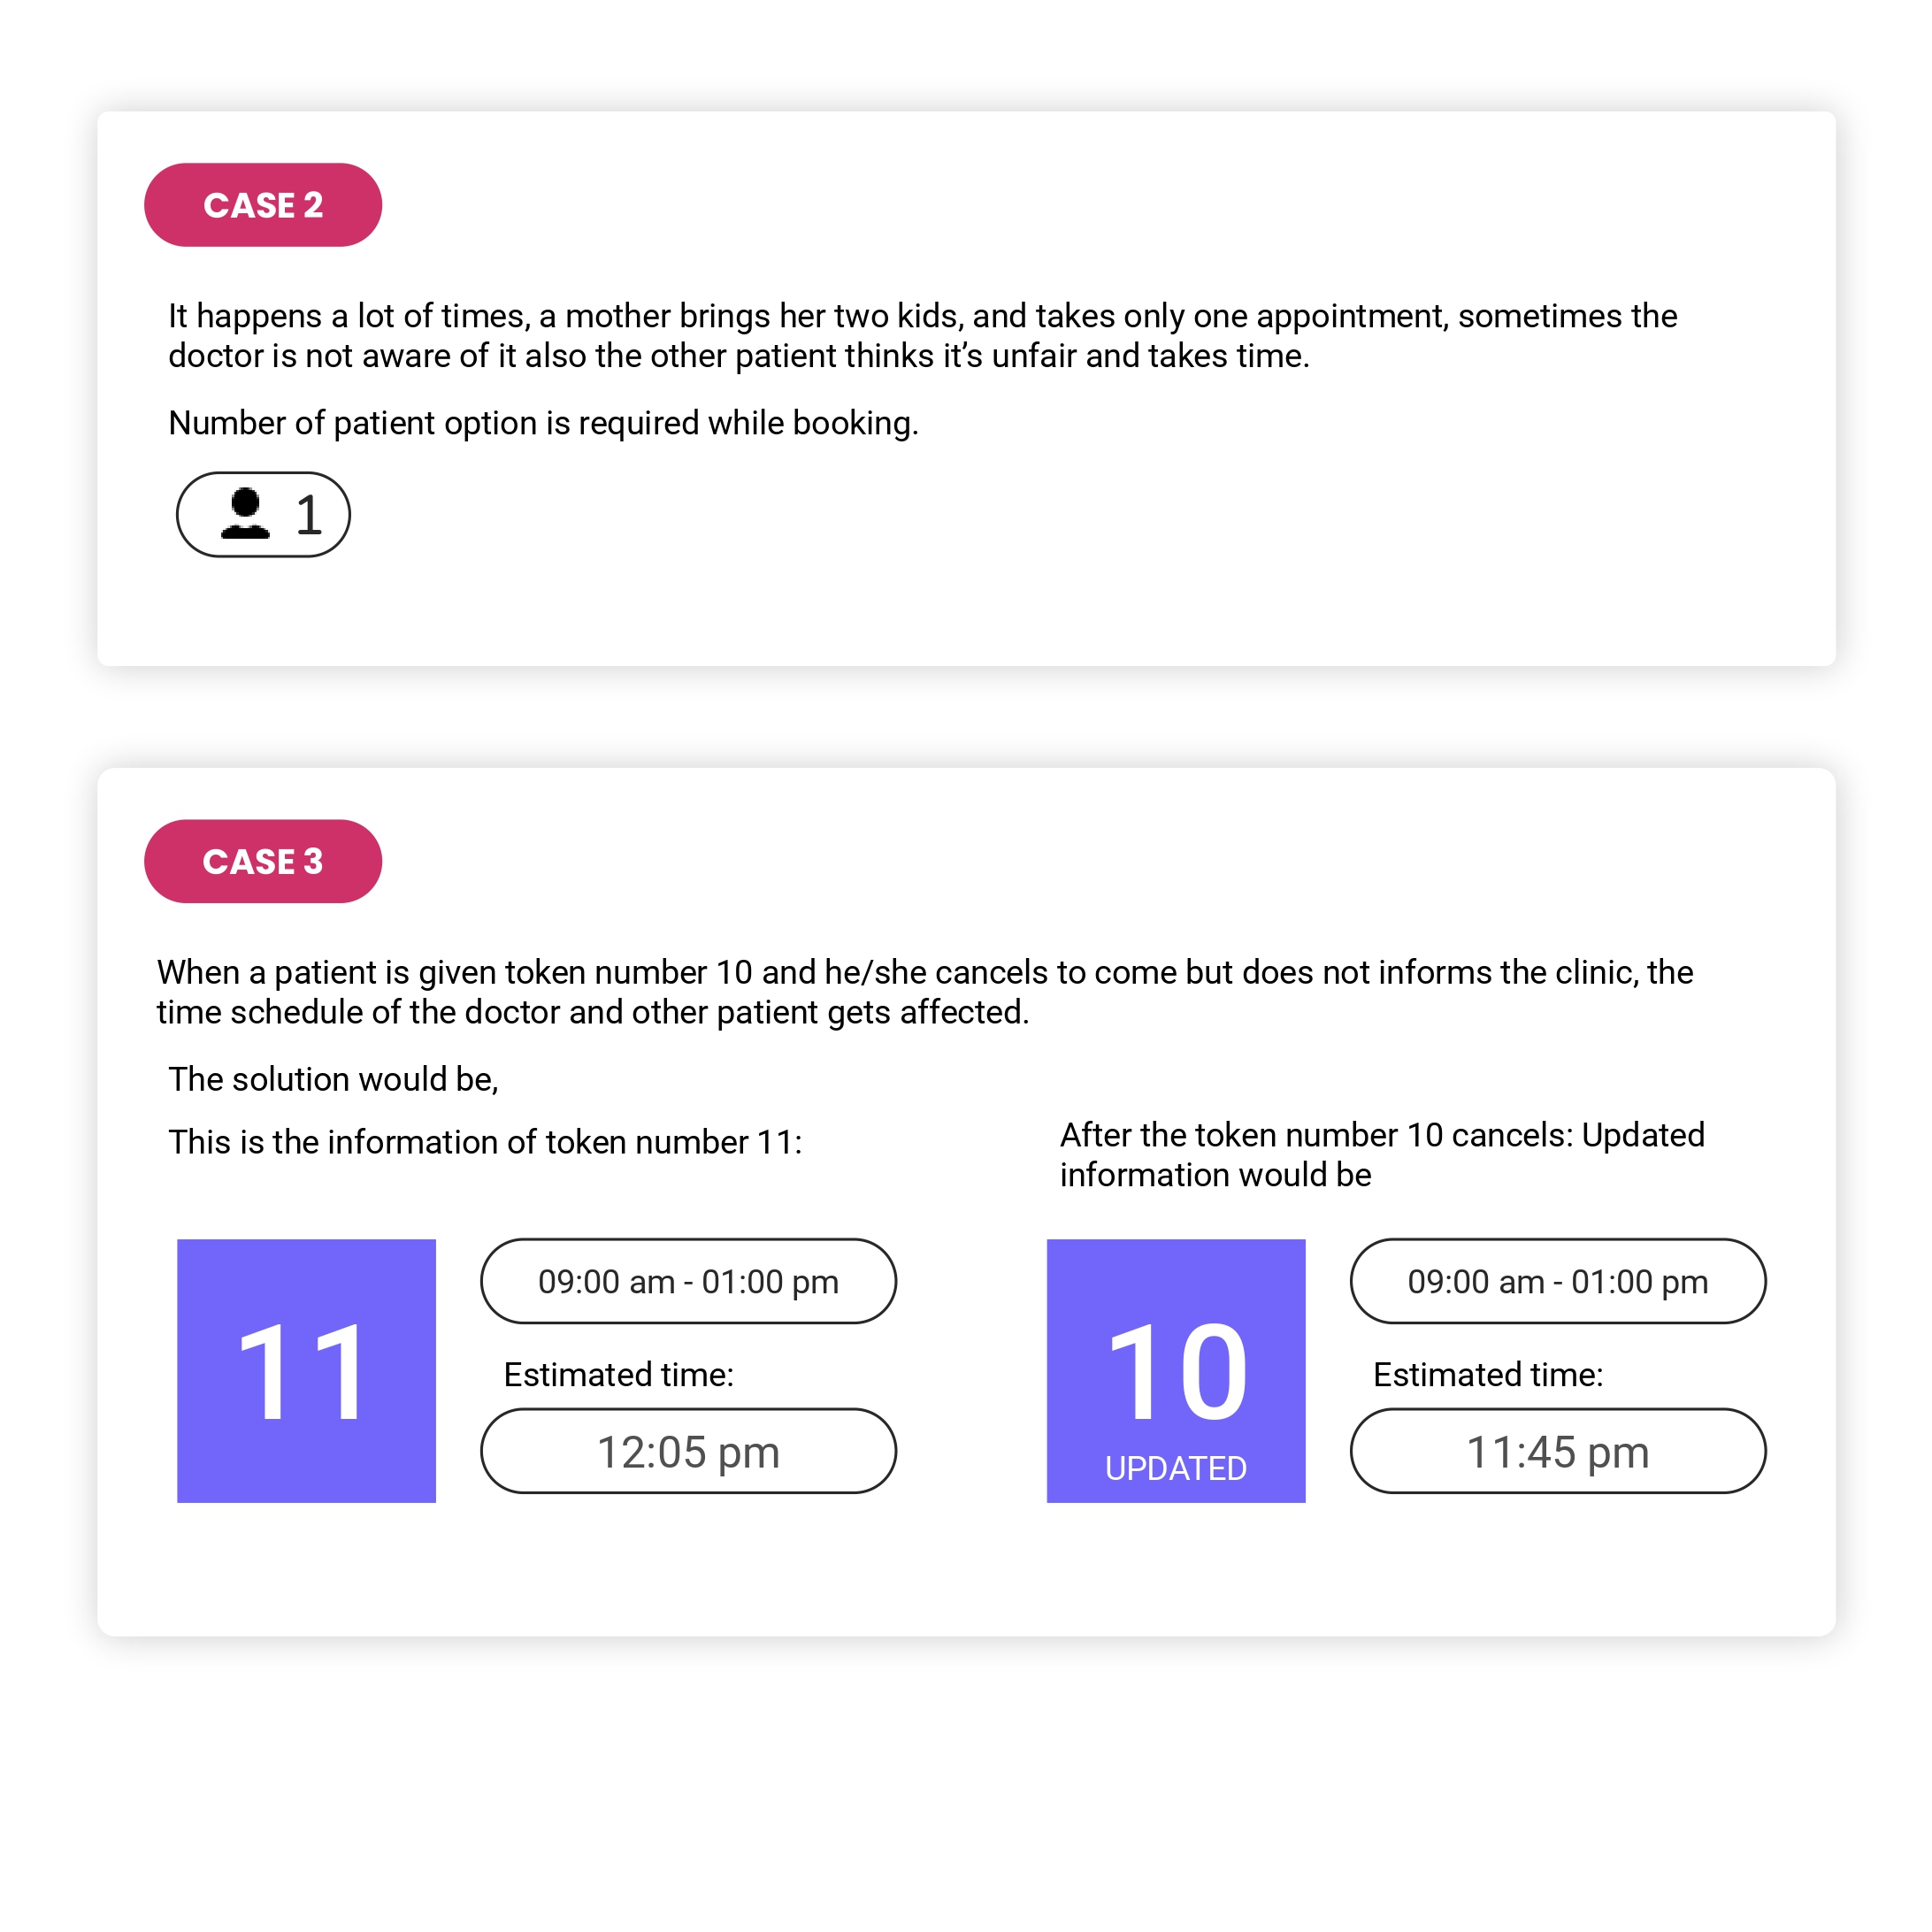 CASE 2
It happens a lot of times, a mother brings her two kids, and takes only one appointment, sometimes the
doctor is not aware of it also the other patient thinks it’s unfair and takes time.
Number of patient option is required while booking.
1
CASE 3
When a patient is given token number 10 and he/she cancels to come but does not informs the clinic, the
time schedule of the doctor and other patient gets affected.
The solution would be,
This is the information of token number 11:
11
09:00 am - 01:00 pm
Estimated time:
12:05 pm
After the token number 10 cancels: Updated
information would be
10
UPDATED
09:00 am - 01:00 pm
Estimated time:
11:45 pm